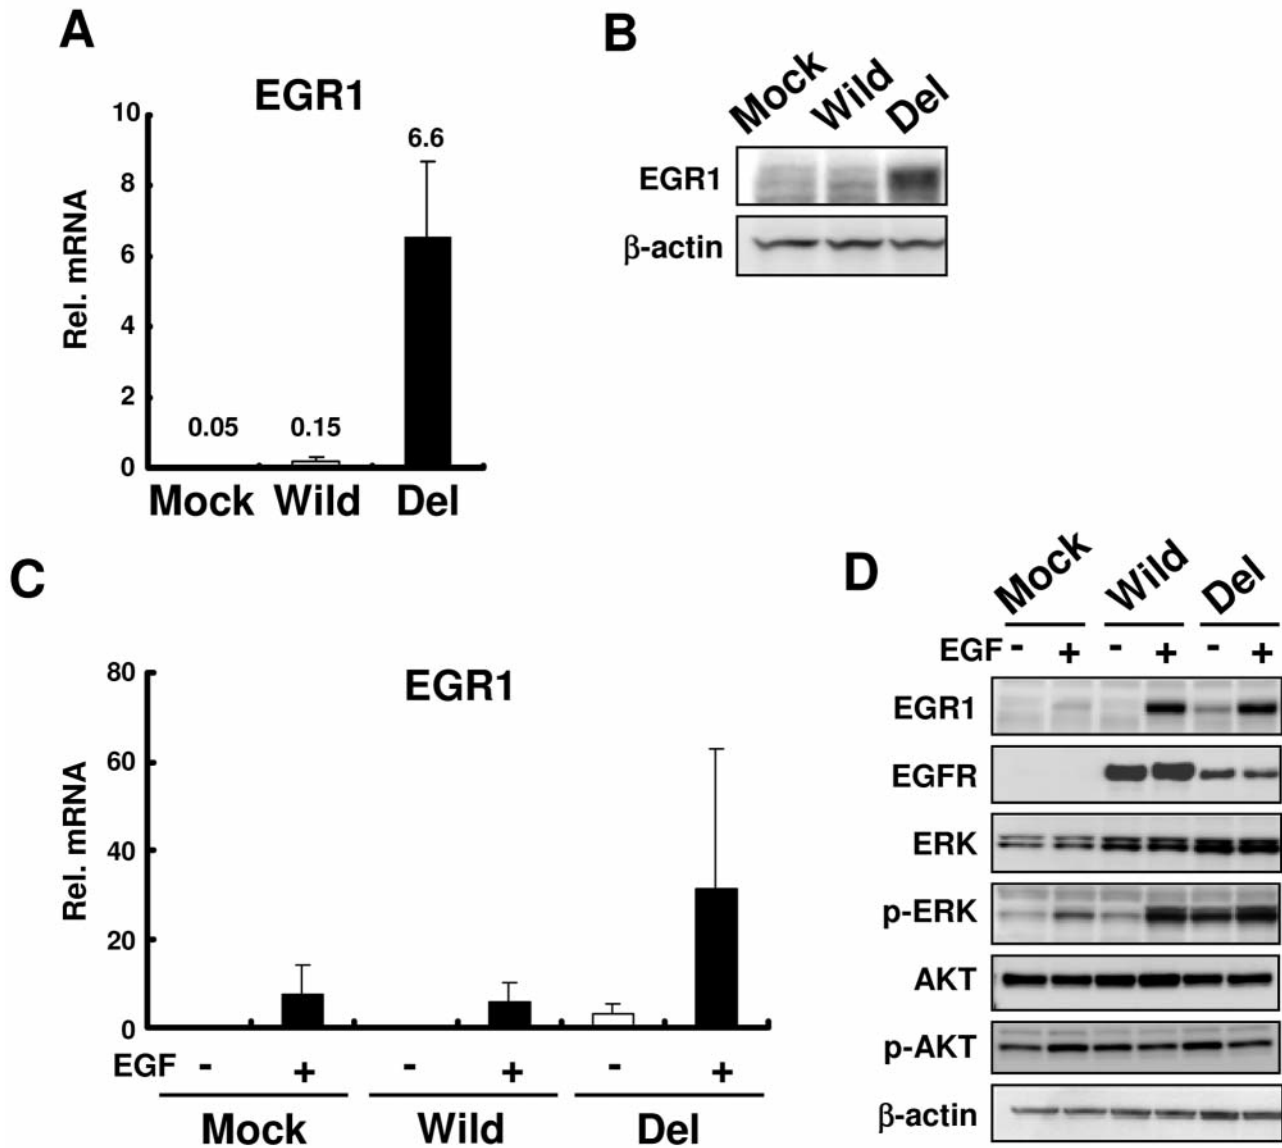 A
EGR1
Rel. mRNA
10
8
6
4
2
0
0.05
0.15
6.6
Mock Wild Del
B
Mock Wild Del
EGR1
β-actin
C
EGR1
Rel. mRNA
80
60
40
20
0
EGF - + - + - +
Mock Wild Del
D
Mock Wild Del
EGF - + - + - +
EGR1
EGFR
ERK
p-ERK
AKT
p-AKT
β-actin